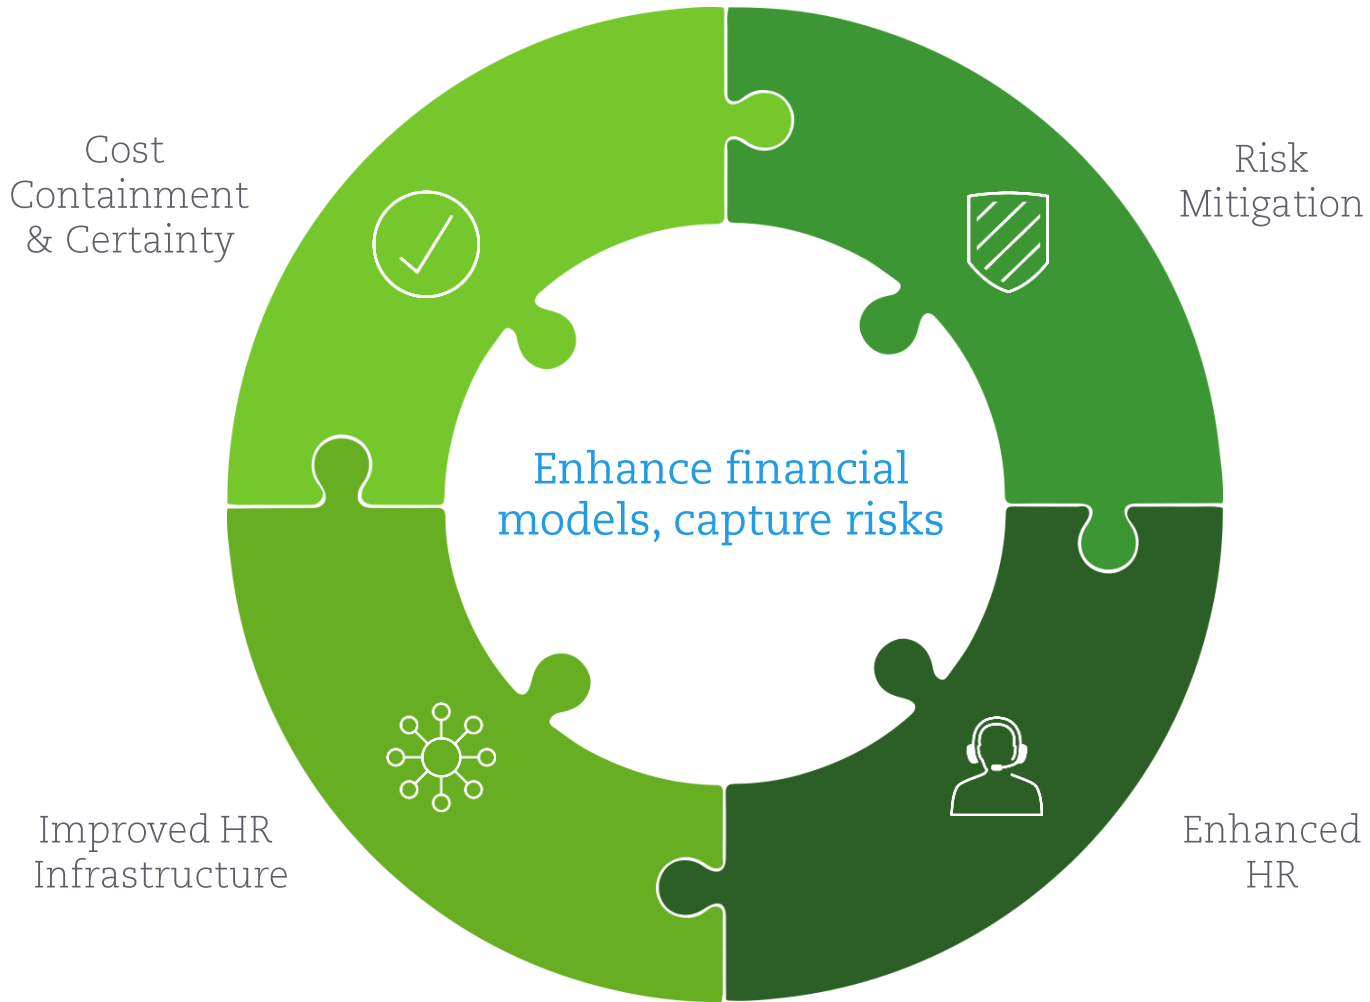 Cost
Containment
& Certainty
Risk
Mitigation
Enhance financial
models, capture risks
Improved HR
Infrastructure
Enhanced
HR